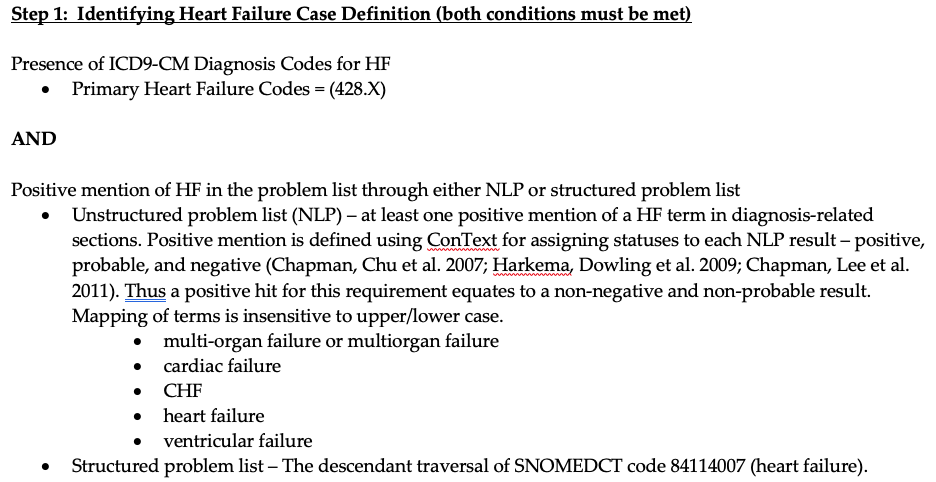 Step 1:  Identifying Heart Failure Case Definition (both conditions must be met)
Presence of ICD9-CM Diagnosis Codes for HF
• Primary Heart Failure Codes = (428.X)
AND
Positive mention of HF in the problem list through either NLP or structured problem list
• Unstructured problem list (NLP) – at least one positive mention of a HF term in diagnosis-related
sections. Positive mention is defined using ConText for assigning statuses to each NLP result – positive,
probable, and negative (Chapman, Chu et al. 2007; Harkema, Dowling et al. 2009; Chapman, Lee et al.
2011). Thus a positive hit for this requirement equates to a non-negative and non-probable result.
Mapping of terms is insensitive to upper/lower case.
• multi-organ failure or multiorgan failure
• cardiac failure
• CHF
• heart failure
• ventricular failure
• Structured problem list – The descendant traversal of SNOMEDCT code 84114007 (heart failure).